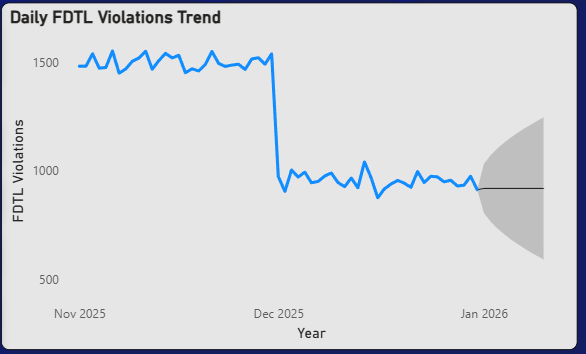 Daily FDTL Violations Trend
FDTL Violations
1500
1000
500
Nov 2025
Dec 2025
Jan 2026
Year